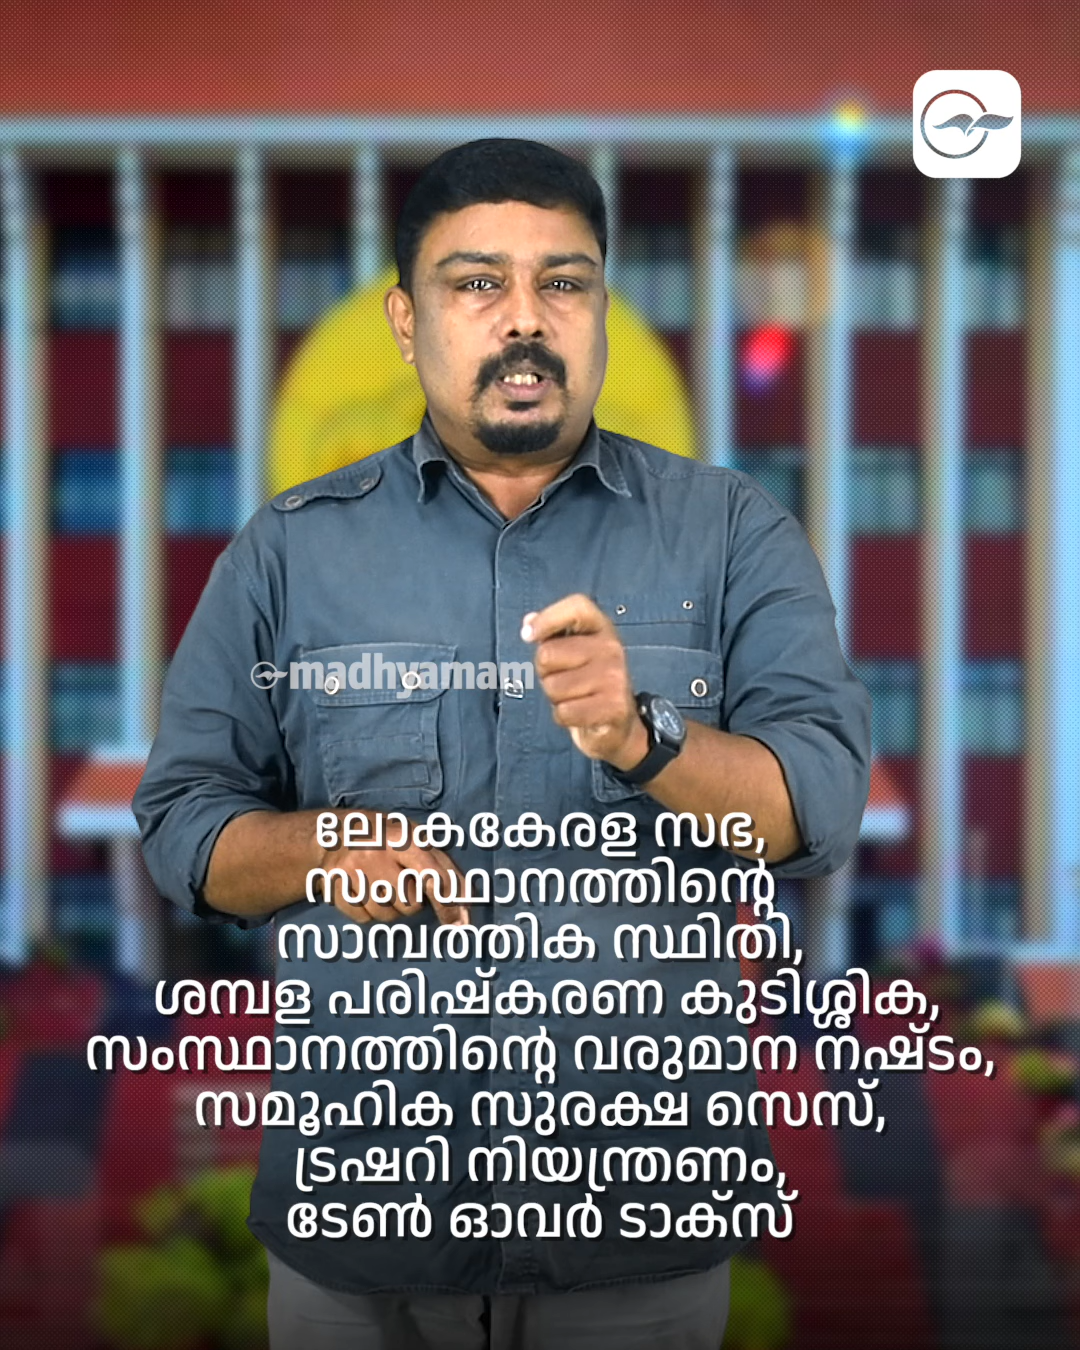 madhyamam
ലോകകേരള സഭ,
സംസ്ഥാനത്തിന്റെ
സാമ്പത്തിക സ്ഥിതി,
ശമ്പള പരിഷ്കരണ കുടിശ്ശിക,
സംസ്ഥാനത്തിന്റെ വരുമാന നഷ്ടം,
സമൂഹിക സുരക്ഷ സെസ്,
ട്രഷറി നിയന്ത്രണം,
ടേൺ ഓവർ ടാക്സ്